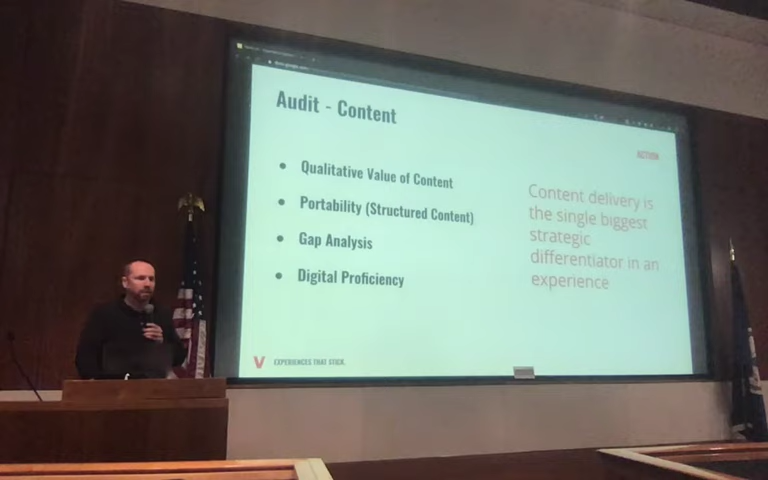 Audit - Content
ACTION
• Qualitative Value of Content
• Portability (Structured Content)
• Gap Analysis
• Digital Proficiency
Content delivery is
the single biggest
strategic
differentiator in an
experience
V EXPERIENCES THAT STICK.